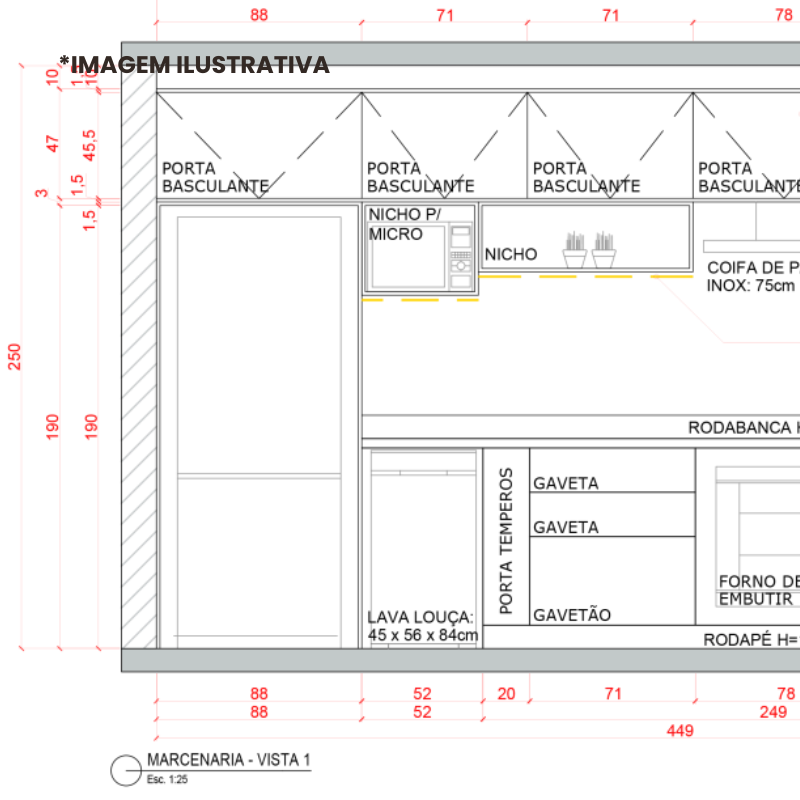 88
71
71
78
*IMAGEM ILUSTRATIVA
10
10
47
45,5
3
1,5
1,5
250
190
190
PORTA
BASCULANTE
PORTA
BASCULANTE
PORTA
BASCULANTE
PORTA
BASCULANTE
NICHO P/
MICRO
NICHO
COIFA DE P
INOX: 75cm
RODABANCA H
PORTA TEMPEROS
GAVETA
GAVETA
GAVETÃO
FORNO DE
EMBUTIR
LAVA LOUÇA:
45 x 56 x 84cm
RODAPÉ H=
88
52
20
71
78
88
52
249
449
MARCENARIA - VISTA 1
Esc. 1:25